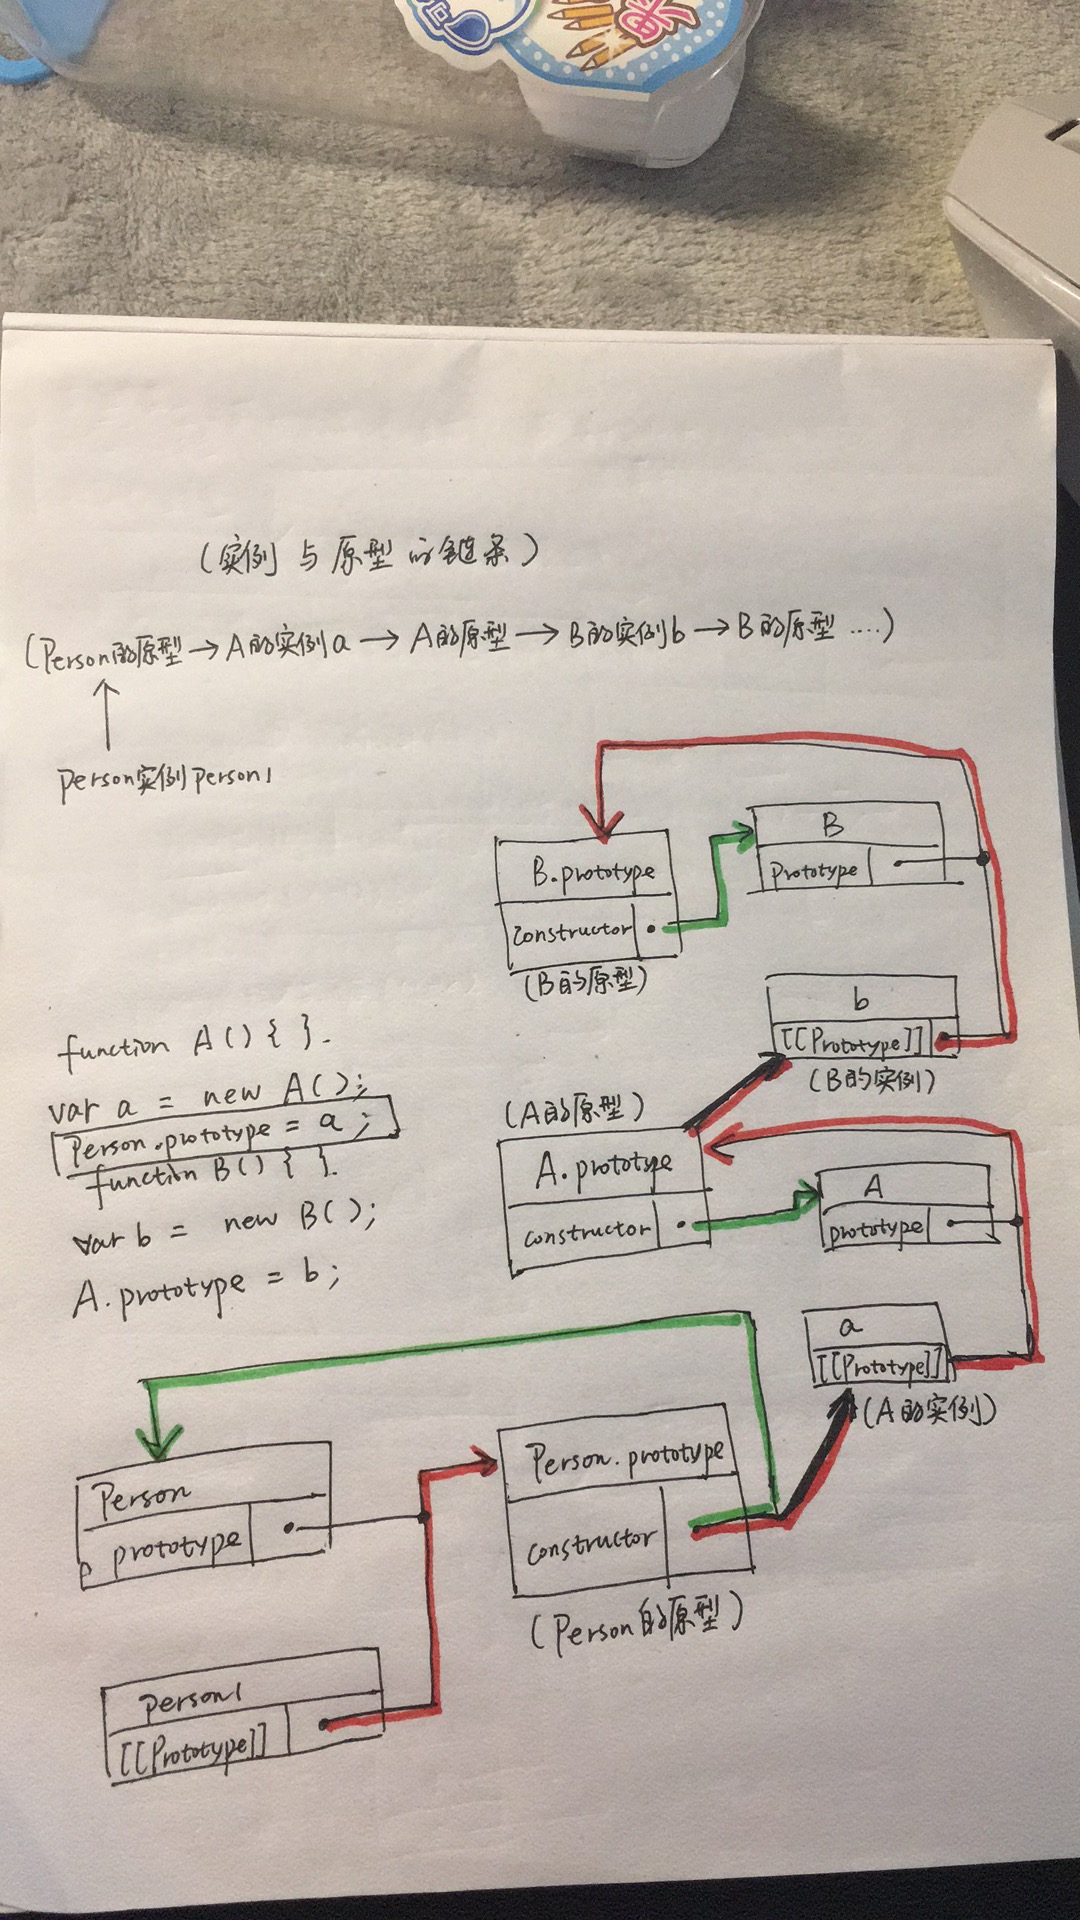 (实例与原型的链条)
(Person的原型→A的实例a→A的原型→B的实例b→B的原型....)
Person实例Person1
B
prototype
B.prototype
constructor
(B的原型)
b
[[Prototype]]
(B的实例)
function A() { }.
var a = new A();
Person.prototype = a;
function B() { }.
var b = new B();
A.prototype = b;
(A的原型)
A.prototype
constructor
A
prototype
a
[[Prototype]]
(A的实例)
Person
prototype
Person.prototype
constructor
(Person的原型)
Person1
[[Prototype]]